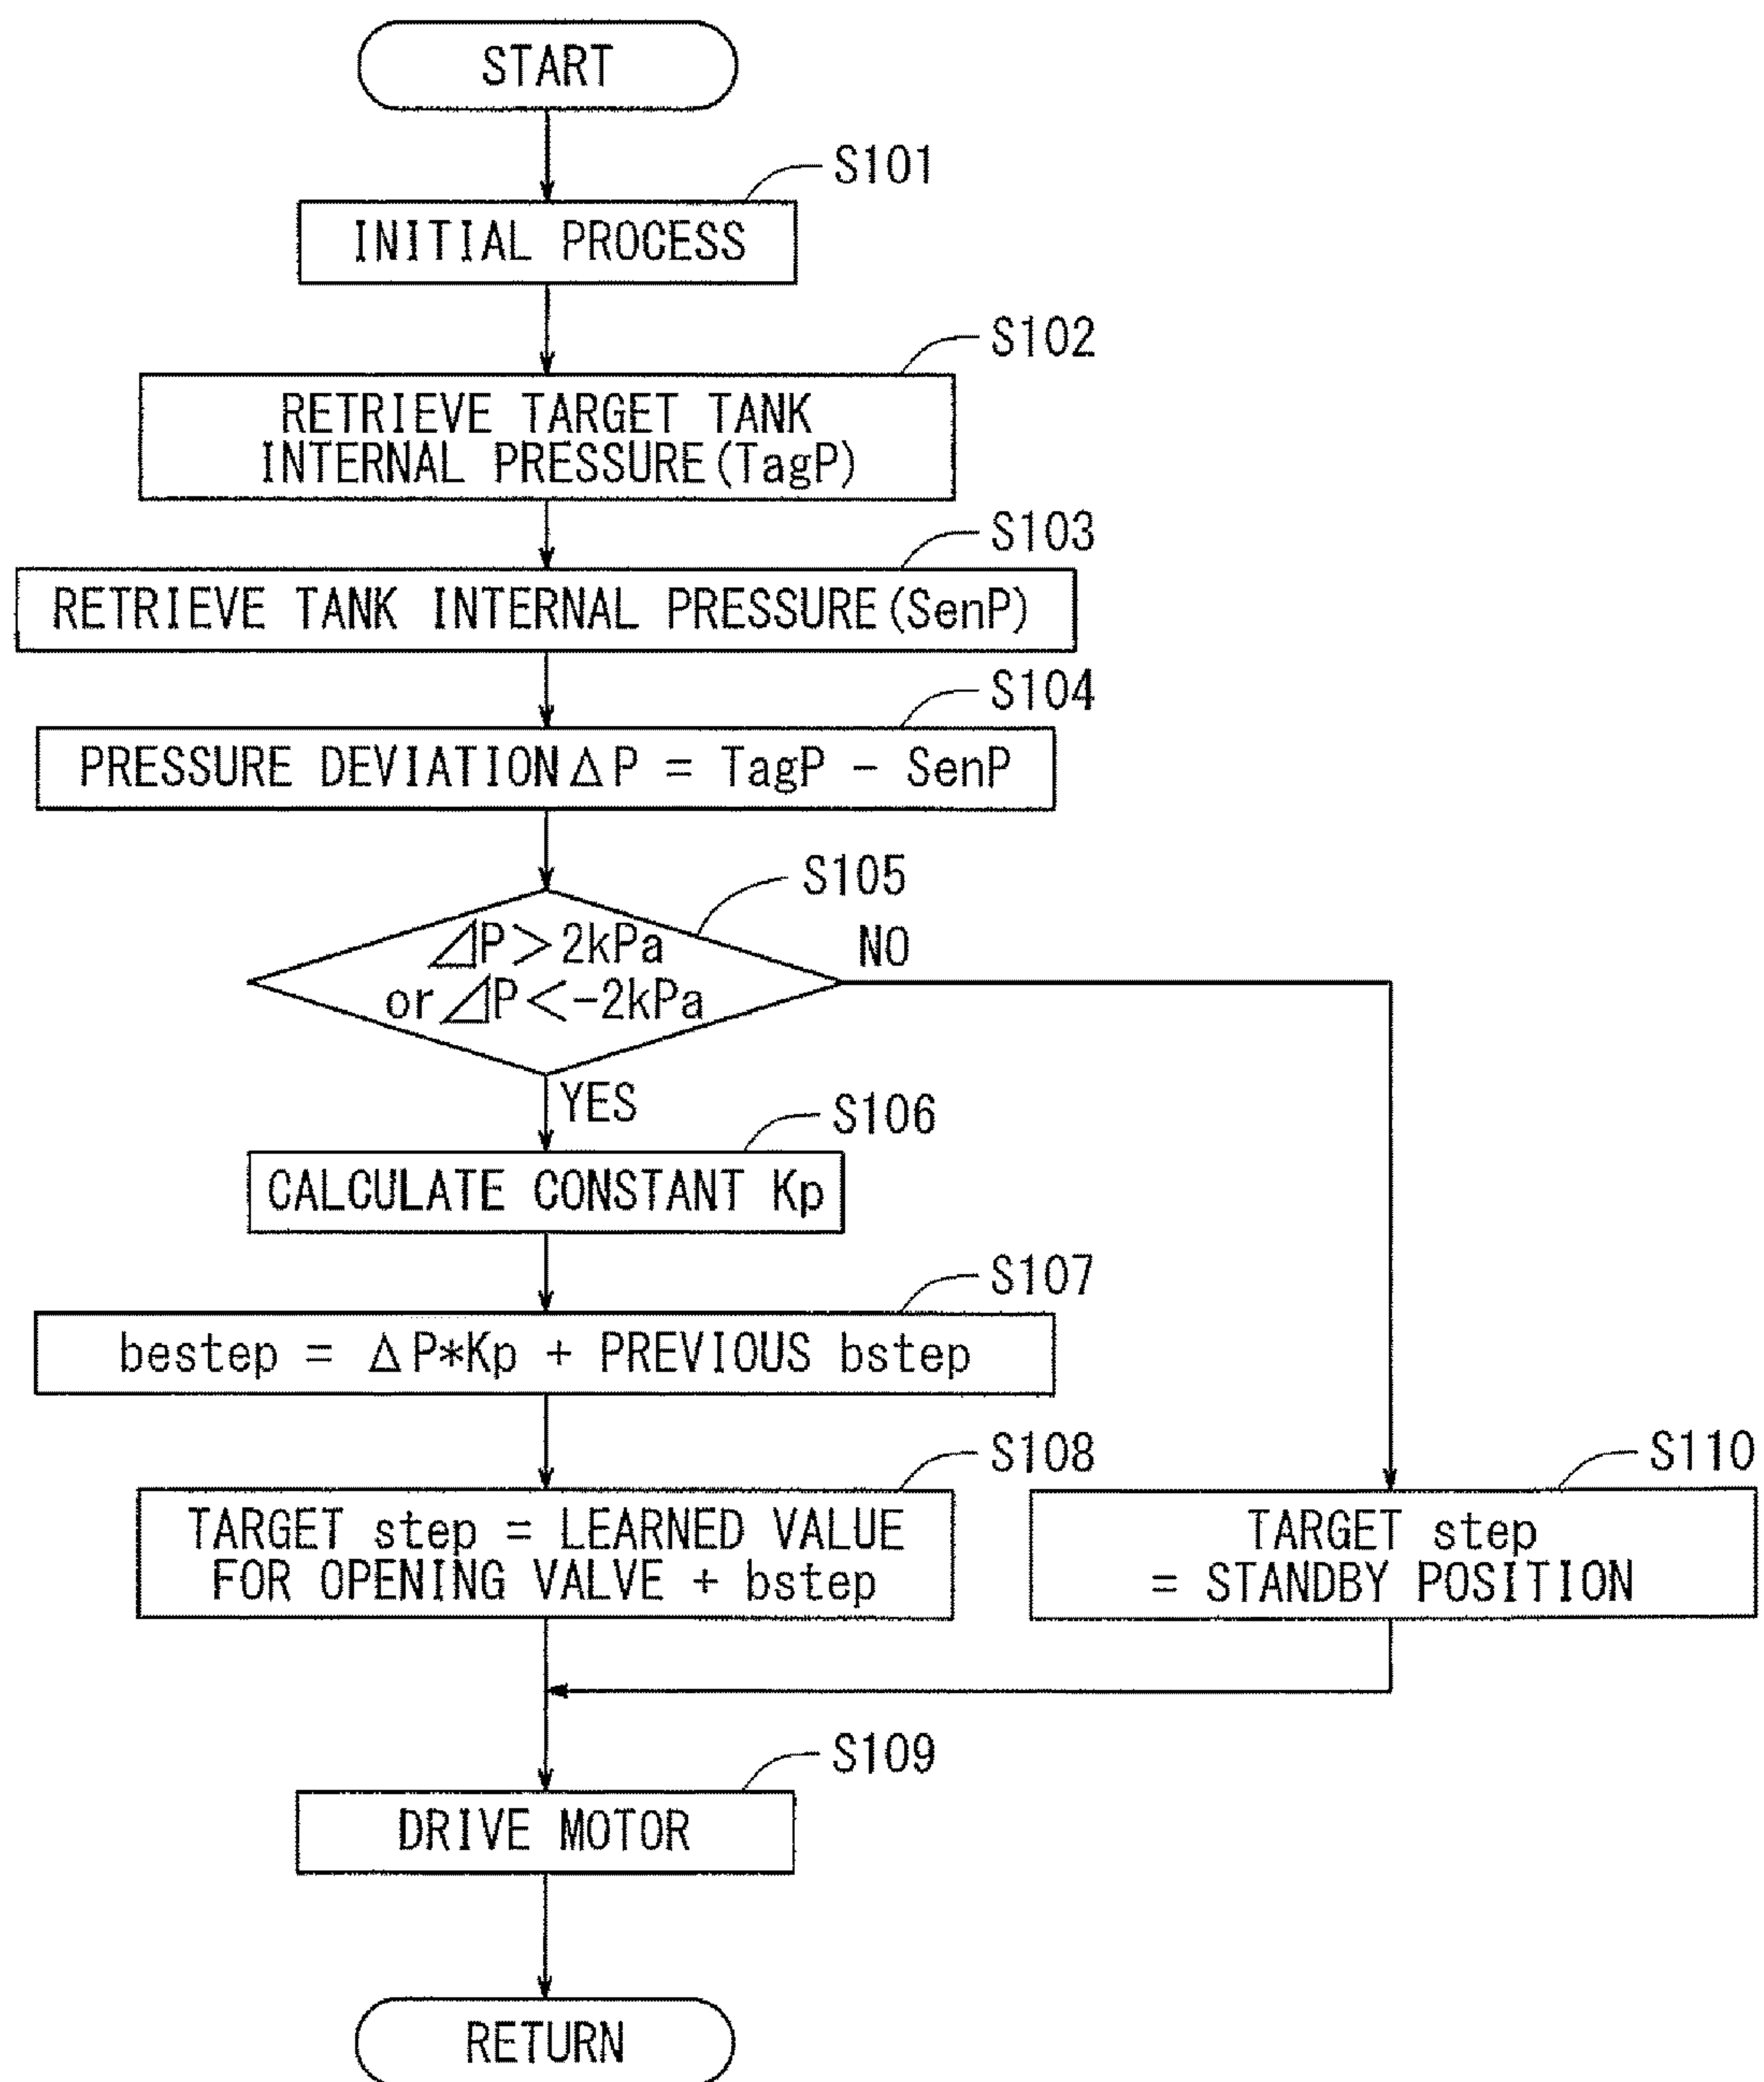 START
S101
INITIAL PROCESS
S102
RETRIEVE TARGET TANK
INTERNAL PRESSURE(TagP)
S103
RETRIEVE TANK INTERNAL PRESSURE(SenP)
S104
PRESSURE DEVIATION ΔP = TagP - SenP
S105
⊿P>2kPa
or ⊿P<-2kPa
NO
YES
S106
CALCULATE CONSTANT Kp
S107
bestep = ΔP*Kp + PREVIOUS bstep
S108
TARGET step = LEARNED VALUE
FOR OPENING VALVE + bstep
S110
TARGET step
= STANDBY POSITION
S109
DRIVE MOTOR
RETURN